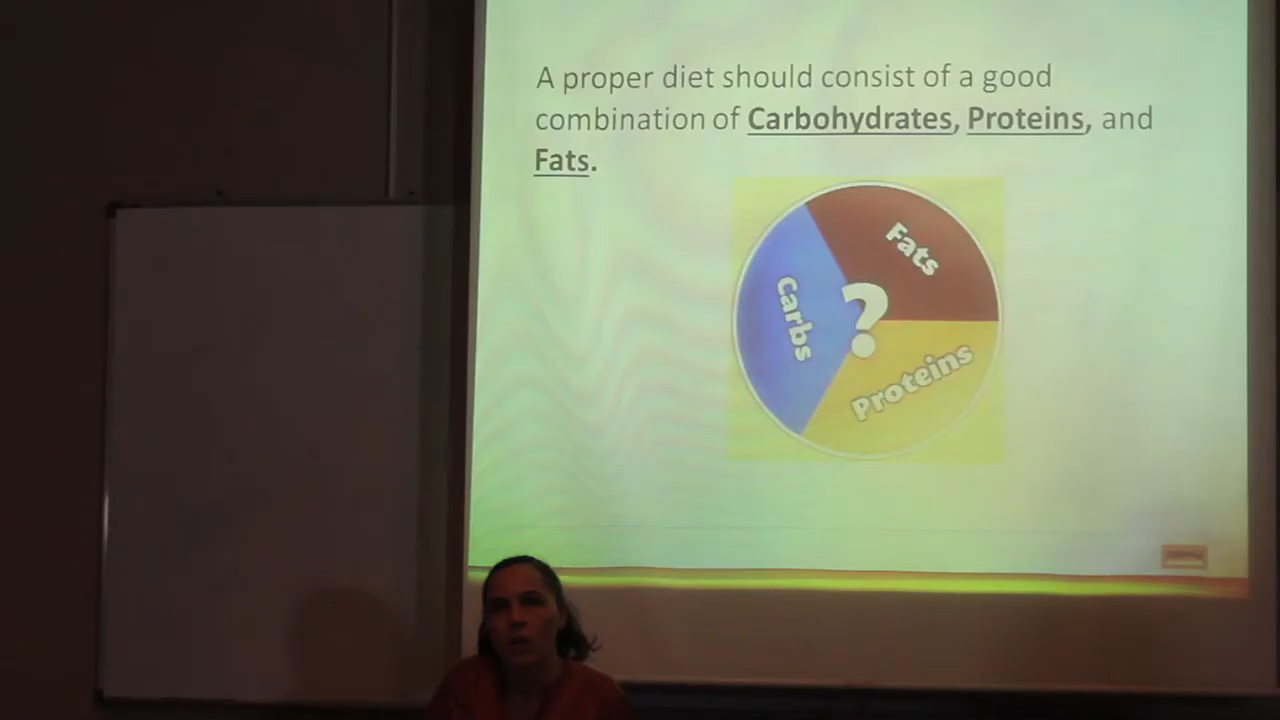 A proper diet should consist of a good
combination of Carbohydrates, Proteins, and
Fats.
Fats
?
Carbs
Proteins